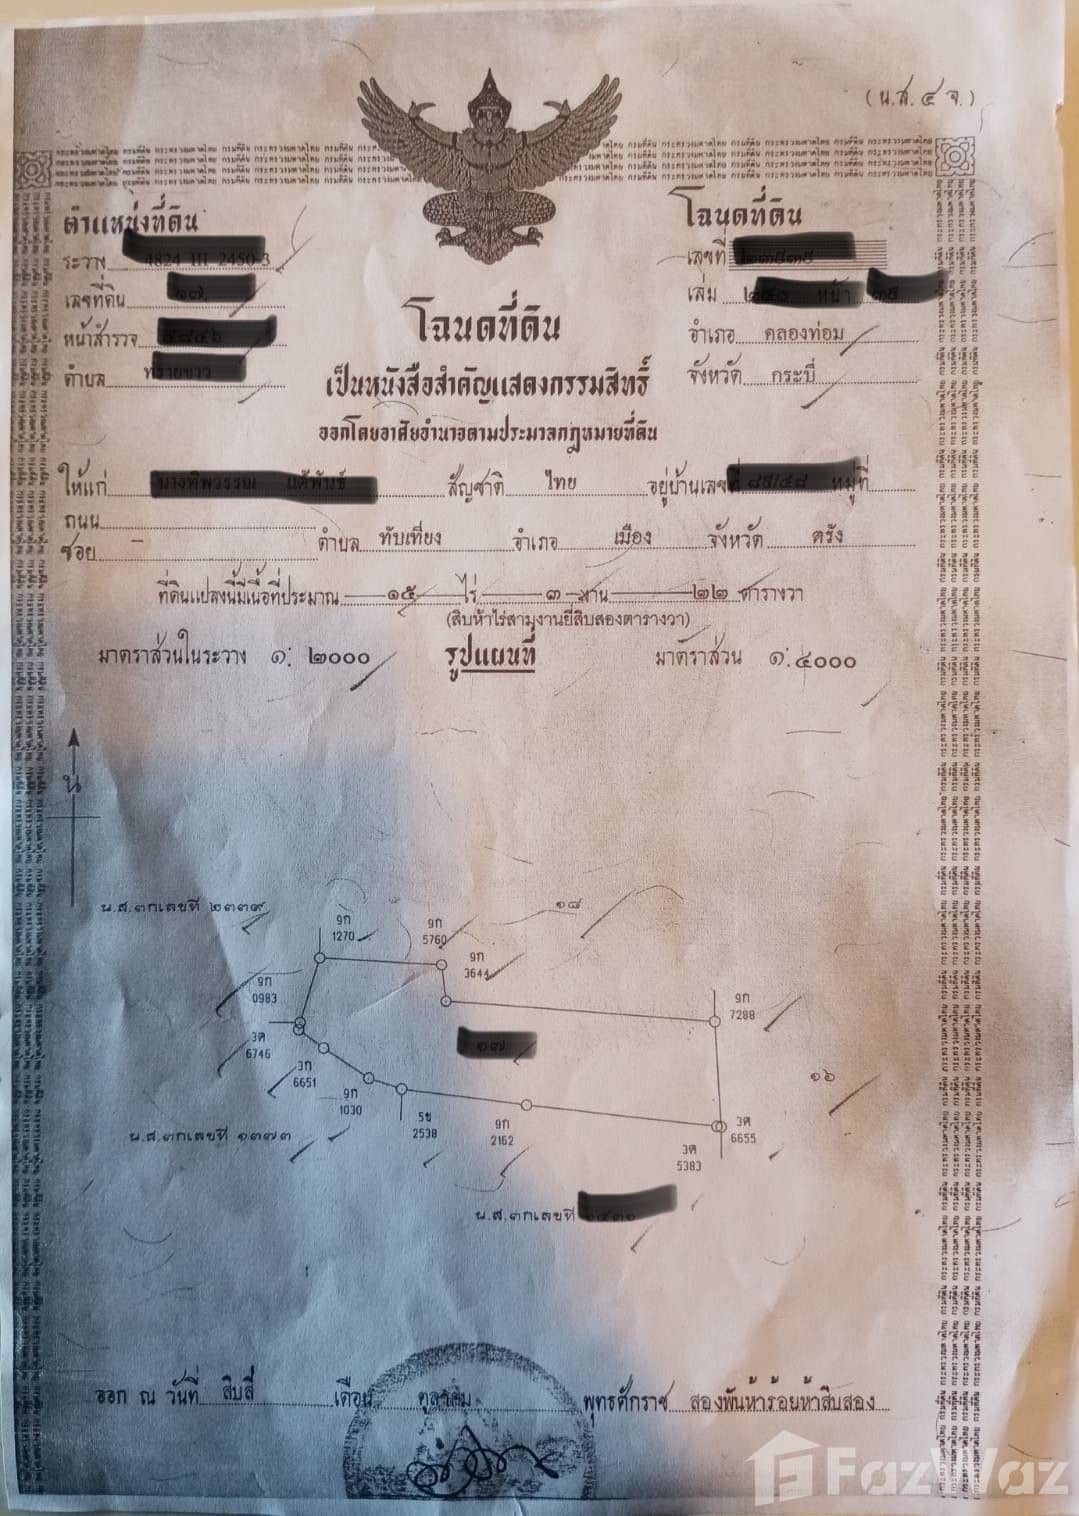 (น.ส. ๔ จ.)
ตำแหน่งที่ดิน
โฉนดที่ดิน
ระวาง 4824 III 2450-3
เลขที่
เลขที่ดิน
เล่ม หน้า
หน้าสำรวจ
อำเภอ คลองท่อม
ตำบล
จังหวัด กระบี่
โฉนดที่ดิน
เป็นหนังสือสำคัญแสดงกรรมสิทธิ์
ออกโดยอาศัยอำนาจตามประมวลกฎหมายที่ดิน
ให้แก่ สัญชาติ ไทย อยู่บ้านเลขที่ หมู่ที่
ถนน
ซอย - ตำบล ทับเที่ยง อำเภอ เมือง จังหวัด ตรัง
ที่ดินแปลงนี้มีเนื้อที่ประมาณ ๑๕ ไร่ ๓ งาน ๒๒ ตารางวา
(สิบห้าไร่สามงานยี่สิบสองตารางวา)
มาตราส่วนในระวาง ๑: ๒๐๐๐ รูปแผนที่ มาตราส่วน ๑: ๔๐๐๐
น
น.ส.๓กเลขที่ ๒๓๓๙
๑๘
9ก
1270
9ก
5760
9ก
3644
9ก
0983
9ก
7288
3ศ
6746
3ก
6651
๑๖
9ก
1030
5ข
2538
9ก
2162
3ศ
6655
น.ส.๓กเลขที่ ๑๓๗๓
3ศ
5383
น.ส.๓กเลขที่
ออก ณ วันที่ สิบสี่ เดือน ตุลาคม พุทธศักราช สองพันห้าร้อยห้าสิบสอง
FazWaz